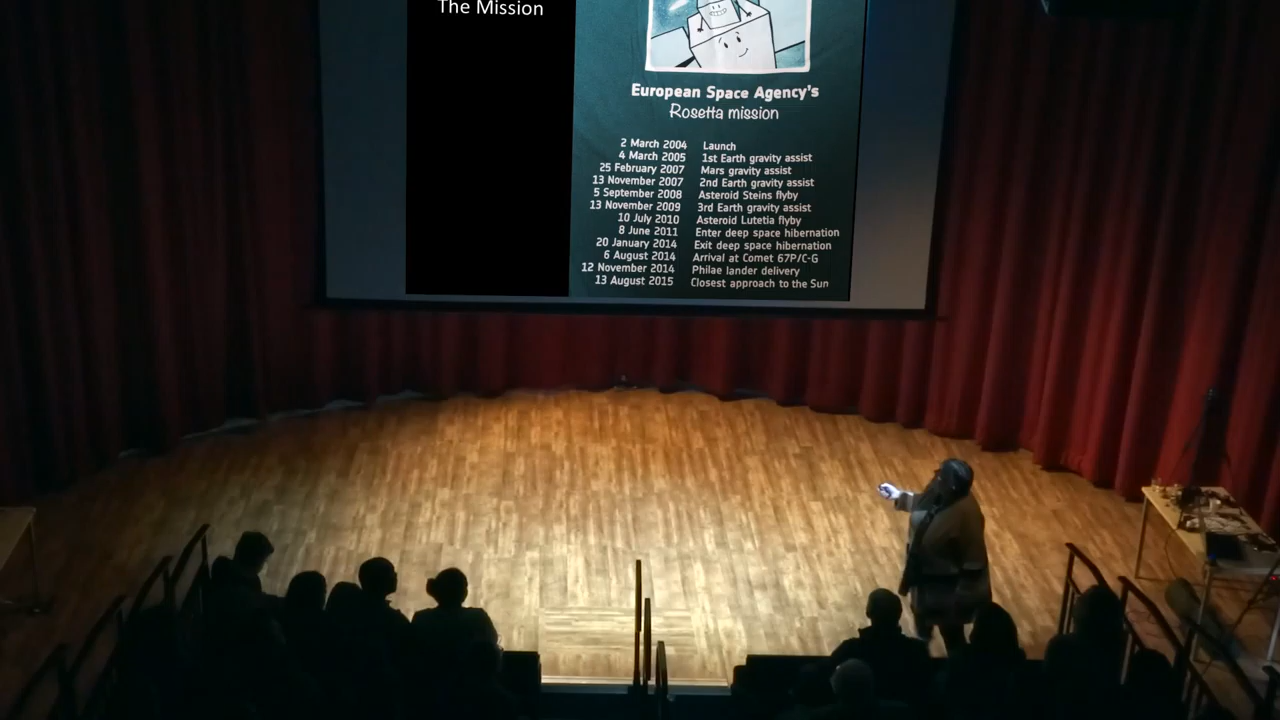 The Mission
European Space Agency's
Rosetta mission
2 March 2004 Launch
4 March 2005 1st Earth gravity assist
25 February 2007 Mars gravity assist
13 November 2007 2nd Earth gravity assist
5 September 2008 Asteroid Steins flyby
13 November 2009 3rd Earth gravity assist
10 July 2010 Asteroid Lutetia flyby
8 June 2011 Enter deep space hibernation
20 January 2014 Exit deep space hibernation
6 August 2014 Arrival at Comet 67P/C-G
12 November 2014 Philae lander delivery
13 August 2015 Closest approach to the Sun